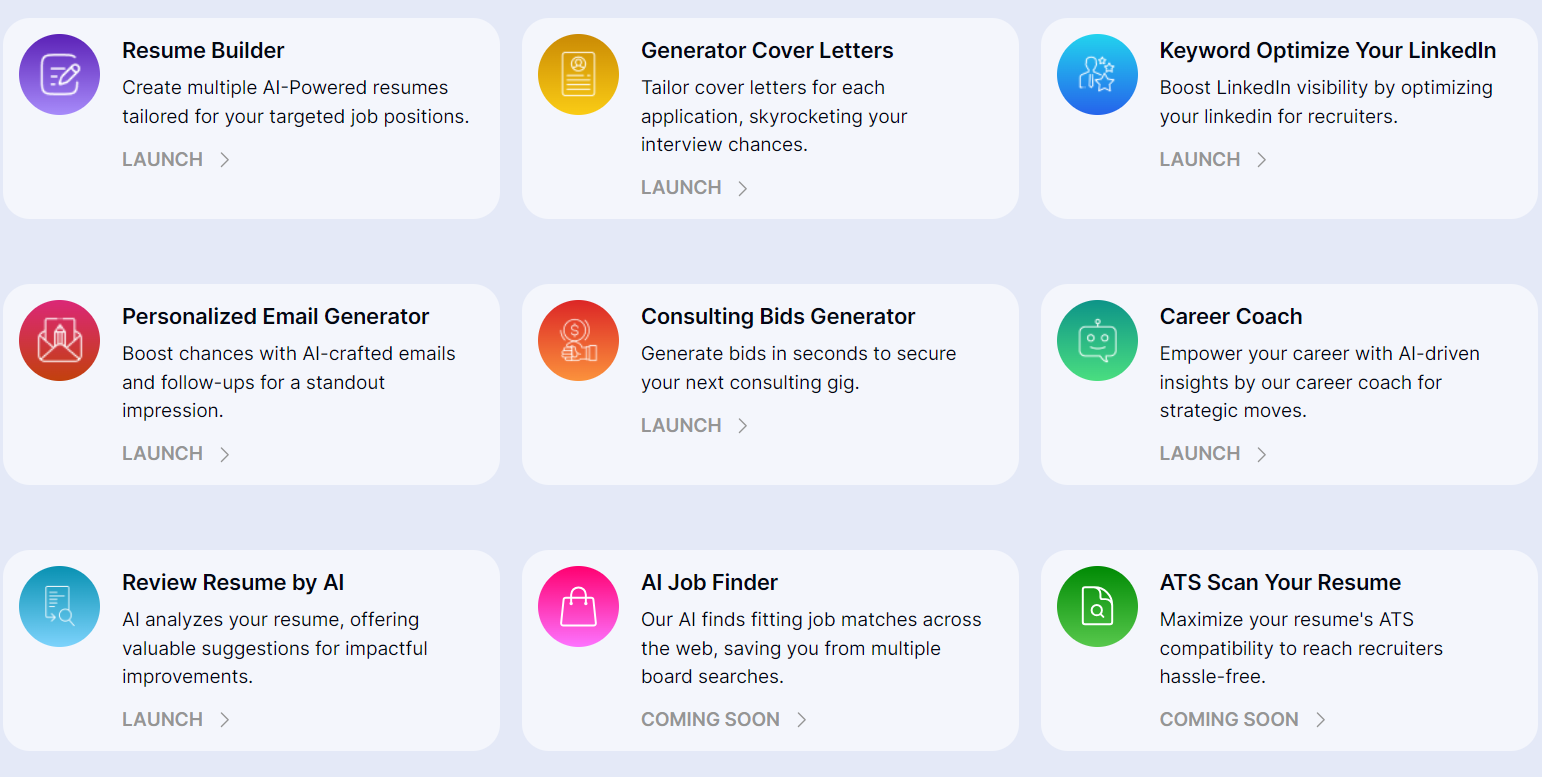 Resume Builder
Create multiple AI-Powered resumes
tailored for your targeted job positions.
LAUNCH
Generator Cover Letters
Tailor cover letters for each
application, skyrocketing your
interview chances.
LAUNCH
Keyword Optimize Your LinkedIn
Boost LinkedIn visibility by optimizing
your linkedin for recruiters.
LAUNCH
Personalized Email Generator
Boost chances with AI-crafted emails
and follow-ups for a standout
impression.
LAUNCH
Consulting Bids Generator
Generate bids in seconds to secure
your next consulting gig.
LAUNCH
Career Coach
Empower your career with AI-driven
insights by our career coach for
strategic moves.
LAUNCH
Review Resume by AI
AI analyzes your resume, offering
valuable suggestions for impactful
improvements.
LAUNCH
AI Job Finder
Our AI finds fitting job matches across
the web, saving you from multiple
board searches.
COMING SOON
ATS Scan Your Resume
Maximize your resume's ATS
compatibility to reach recruiters
hassle-free.
COMING SOON